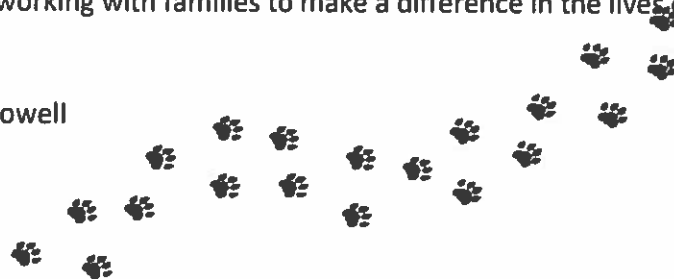 working with families to make a difference in the lives
owell